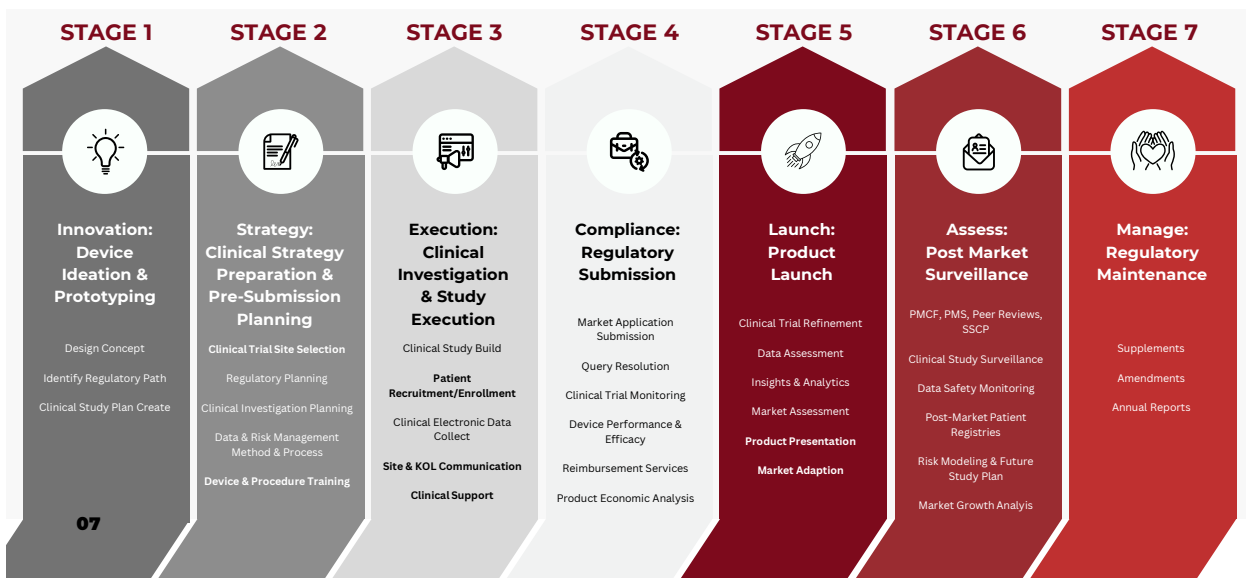 STAGE 1
STAGE 2
STAGE 3
STAGE 4
STAGE 5
STAGE 6
STAGE 7
Innovation:
Device
Ideation &
Prototyping
Design Concept
Identify Regulatory Path
Clinical Study Plan Create
07
Strategy:
Clinical Strategy
Preparation &
Pre-Submission
Planning
Clinical Trial Site Selection
Regulatory Planning
Clinical Investigation Planning
Data & Risk Management
Method & Process
Device & Procedure Training
Execution:
Clinical
Investigation
& Study
Execution
Clinical Study Build
Patient
Recruitment/Enrollment
Clinical Electronic Data
Collect
Site & KOL Communication
Clinical Support
Compliance:
Regulatory
Submission
Market Application
Submission
Query Resolution
Clinical Trial Monitoring
Device Performance &
Efficacy
Reimbursement Services
Product Economic Analysis
Launch:
Product
Launch
Clinical Trial Refinement
Data Assessment
Insights & Analytics
Market Assessment
Product Presentation
Market Adaption
Assess:
Post Market
Surveillance
PMCF, PMS, Peer Reviews,
SSCP
Clinical Study Surveillance
Data Safety Monitoring
Post-Market Patient
Registries
Risk Modeling & Future
Study Plan
Market Growth Analyis
Manage:
Regulatory
Maintenance
Supplements
Amendments
Annual Reports